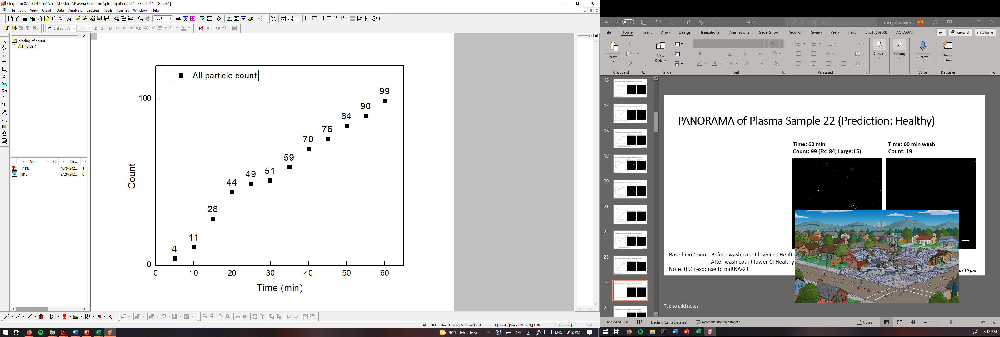 OriginPro 8.5 - C:\Users\Nareg\Desktop\Plasma Exosomes\ploting of count * - /Folder1/ - [Graph1]
File Edit View Graph Data Analysis Gadgets Tools Format Window Help
100%
Default: A 0 B I U
ploting of count
Folder1
Size C. Cre...
11KB 10/9/202... 1
8KB 2/28/202... 0
1
All particle count
100
0
Count
4
11
28
44
49
51
59
70
76
84
90
99
0 10 20 30 40 50 60
Time (min)
AU : ON Dark Colors & Light Grids 1:[Book1]Sheet1!Col(B)[1:30] 1:[Graph1]1!1 Radian
90°F Mostly su... ENG 3:12 PM
AutoSave Off 04-20... Search (Alt+Q) nareg ohannesian NO
File Home Insert Draw Design Transitions Animations Slide Show Record Review View Help EndNote X8 ACROBAT Record Share
Paste
New Slide
18
B I U S ab AV
Aa A A
Drawing
Editing
Dictate
Design Ideas
Clipboard Slides Font Paragraph Voice Designer
16
17
18
19
20
21
22
23
24
25
PANORAMA of Plasma Sample 22 (Prediction: Healthy)
Time: 60 min
Count: 99 (Ex: 84; Large:15)
Time: 60 min wash
Count: 19
Based On Count: Before wash count lower CI Healt
After wash count lower CI Healthy
Note: 0 % response to miRNA-21
: 10 µm
Tap to add notes
Slide 24 of 110 English (United States) Accessibility: Investigate Notes 81%
3:12 PM